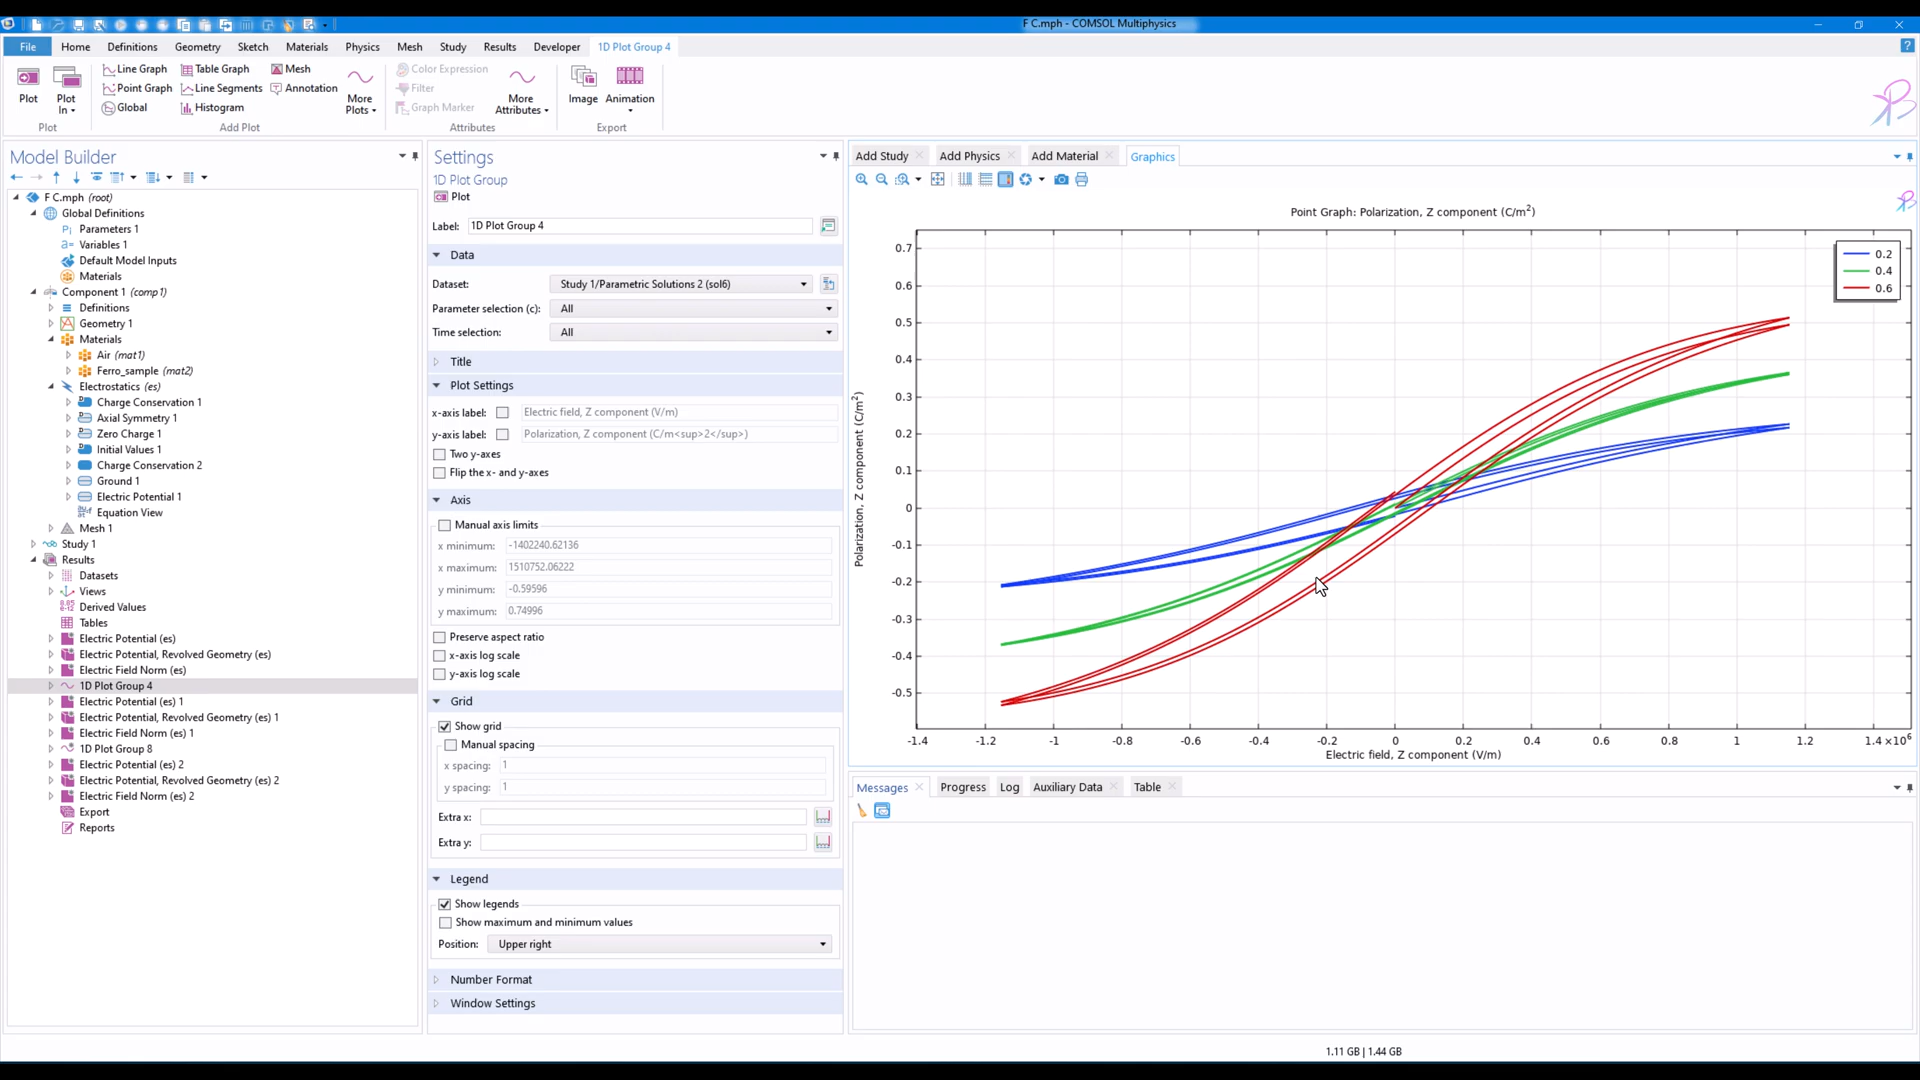 F C.mph - COMSOL Multiphysics
File Home Definitions Geometry Sketch Materials Physics Mesh Study Results Developer 1D Plot Group 4
Plot
Plot In
Plot
Line Graph Table Graph Mesh
Point Graph Line Segments Annotation
Global Histogram
More Plots
Add Plot
Color Expression
Filter
Graph Marker
More Attributes
Attributes
Image
Animation
Export
Model Builder
F C.mph (root)
Global Definitions
Pi Parameters 1
a= Variables 1
Default Model Inputs
Materials
Component 1 (comp1)
Definitions
Geometry 1
Materials
Air (mat1)
Ferro_sample (mat2)
Electrostatics (es)
Charge Conservation 1
Axial Symmetry 1
Zero Charge 1
Initial Values 1
Charge Conservation 2
Ground 1
Electric Potential 1
Equation View
Mesh 1
Study 1
Results
Datasets
Views
Derived Values
Tables
Electric Potential (es)
Electric Potential, Revolved Geometry (es)
Electric Field Norm (es)
1D Plot Group 4
Electric Potential (es) 1
Electric Potential, Revolved Geometry (es) 1
Electric Field Norm (es) 1
1D Plot Group 8
Electric Potential (es) 2
Electric Potential, Revolved Geometry (es) 2
Electric Field Norm (es) 2
Export
Reports
Settings
1D Plot Group
Plot
Label: 1D Plot Group 4
Data
Dataset: Study 1/Parametric Solutions 2 (sol6)
Parameter selection (c): All
Time selection: All
Title
Plot Settings
x-axis label: Electric field, Z component (V/m)
y-axis label: Polarization, Z component (C/m<sup>2</sup>)
Two y-axes
Flip the x- and y-axes
Axis
Manual axis limits
x minimum: -1402240.62136
x maximum: 1510752.06222
y minimum: -0.59596
y maximum: 0.74996
Preserve aspect ratio
x-axis log scale
y-axis log scale
Grid
Show grid
Manual spacing
x spacing: 1
y spacing: 1
Extra x:
Extra y:
Legend
Show legends
Show maximum and minimum values
Position: Upper right
Number Format
Window Settings
Add Study Add Physics Add Material Graphics
Point Graph: Polarization, Z component (C/m²)
0.7
0.6
0.5
0.4
0.3
0.2
0.1
0
-0.1
-0.2
-0.3
-0.4
-0.5
Polarization, Z component (C/m²)
0.2
0.4
0.6
-1.4 -1.2 -1 -0.8 -0.6 -0.4 -0.2 0 0.2 0.4 0.6 0.8 1 1.2 1.4 ×10⁶
Electric field, Z component (V/m)
Messages Progress Log Auxiliary Data Table
1.11 GB | 1.44 GB